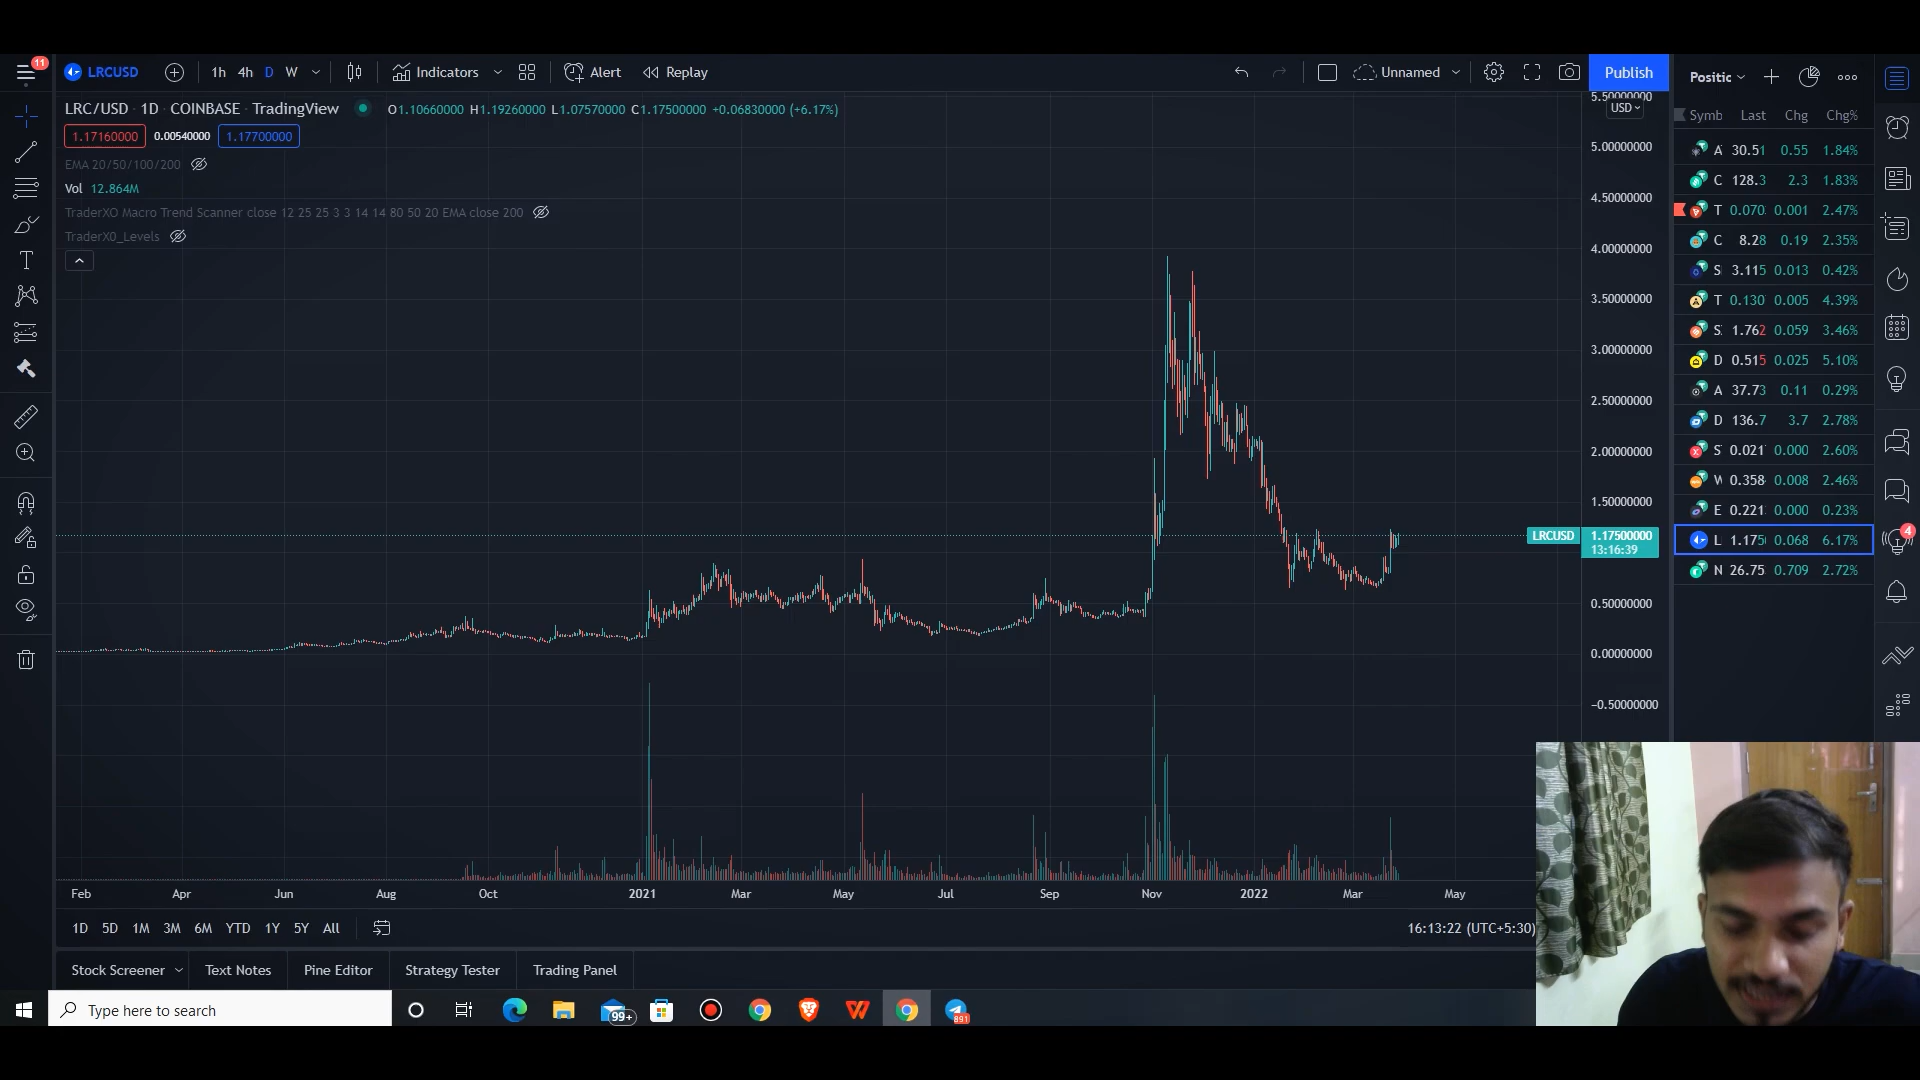 11
LRCUSD 1h 4h D W Indicators Alert Replay Unnamed Publish
LRC/USD · 1D · COINBASE · TradingView O1.10660000 H1.19260000 L1.07570000 C1.17500000 +0.06830000 (+6.17%)
1.17160000 0.00540000 1.17700000
EMA 20/50/100/200
Vol 12.864M
TraderXO Macro Trend Scanner close 12 25 25 3 3 14 14 80 50 20 EMA close 200
TraderX0_Levels
5.50000000
USD
5.00000000
4.50000000
4.00000000
3.50000000
3.00000000
2.50000000
2.00000000
1.50000000
LRCUSD 1.17500000
13:16:39
0.50000000
0.00000000
−0.50000000
Feb Apr Jun Aug Oct 2021 Mar May Jul Sep Nov 2022 Mar May
1D 5D 1M 3M 6M YTD 1Y 5Y All 16:13:22 (UTC+5:30)
Stock Screener Text Notes Pine Editor Strategy Tester Trading Panel
Positic
Symb Last Chg Chg%
A 30.51 0.55 1.84%
C 128.3 2.3 1.83%
T 0.070 0.001 2.47%
C 8.28 0.19 2.35%
S 3.115 0.013 0.42%
T 0.130 0.005 4.39%
S 1.762 0.059 3.46%
D 0.515 0.025 5.10%
A 37.73 0.11 0.29%
D 136.7 3.7 2.78%
S 0.021 0.000 2.60%
W 0.358 0.008 2.46%
E 0.221 0.000 0.23%
L 1.175 0.068 6.17%
N 26.75 0.709 2.72%
4
Type here to search
99+
891